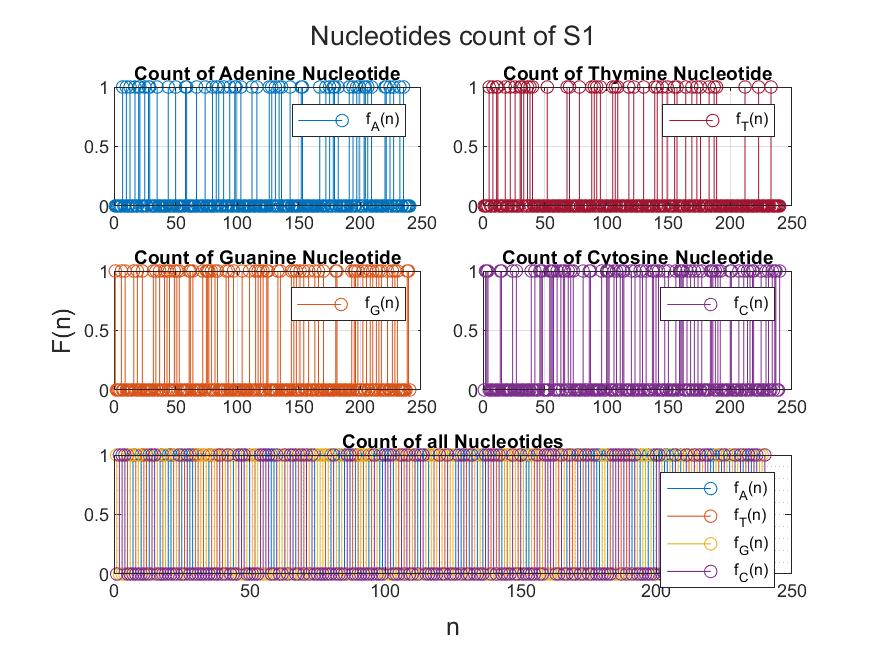 Nucleotides count of S1
Count of Adenine Nucleotide
1
0.5
0
0 50 100 150 200 250
f_A(n)
Count of Thymine Nucleotide
1
0.5
0
0 50 100 150 200 250
f_T(n)
Count of Guanine Nucleotide
1
0.5
0
0 50 100 150 200 250
f_G(n)
Count of Cytosine Nucleotide
1
0.5
0
0 50 100 150 200 250
f_C(n)
F(n)
Count of all Nucleotides
1
0.5
0
0 50 100 150 200 250
f_A(n)
f_T(n)
f_G(n)
f_C(n)
n